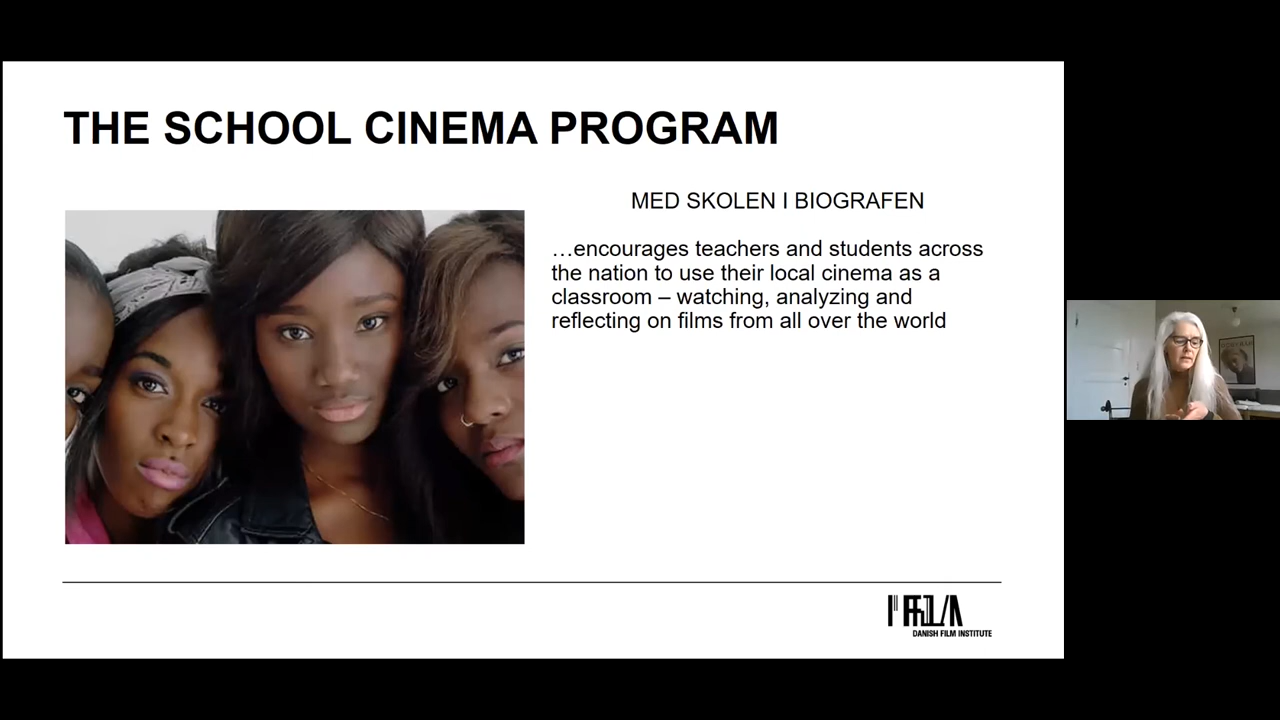 THE SCHOOL CINEMA PROGRAM
MED SKOLEN I BIOGRAFEN
…encourages teachers and students across
the nation to use their local cinema as a
classroom – watching, analyzing and
reflecting on films from all over the world
DANISH FILM INSTITUTE